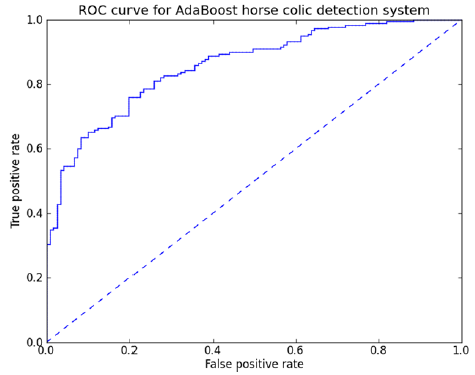 ROC curve for AdaBoost horse colic detection system
1.0
0.8
0.6
0.4
0.2
0.0
True positive rate
0.0 0.2 0.4 0.6 0.8 1.0
False positive rate